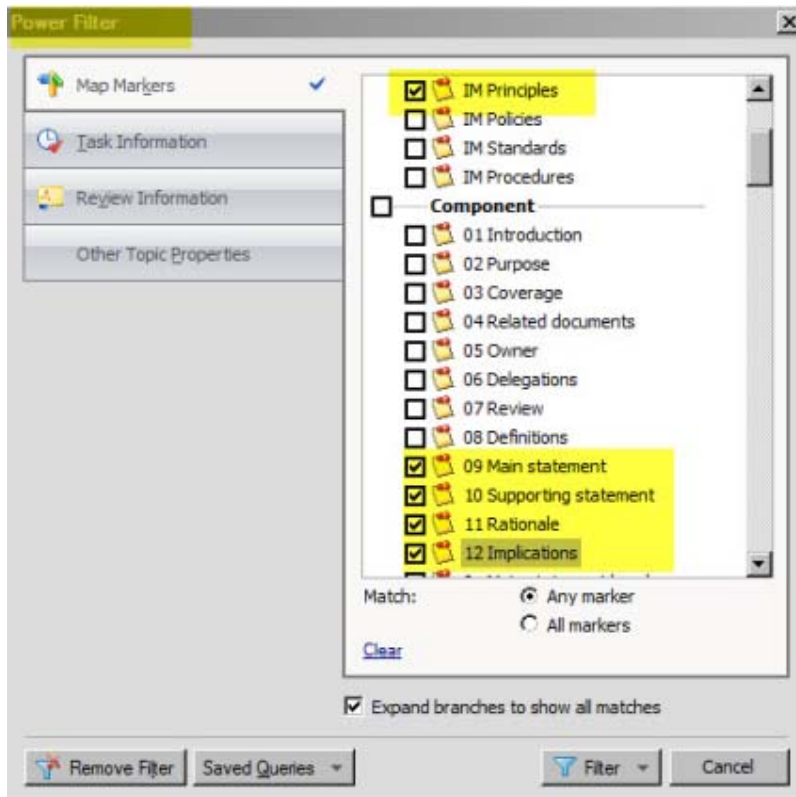 Power Filter
Map Markers
Task Information
Review Information
Other Topic Properties
IM Principles
IM Policies
IM Standards
IM Procedures
Component
01 Introduction
02 Purpose
03 Coverage
04 Related documents
05 Owner
06 Delegations
07 Review
08 Definitions
09 Main statement
10 Supporting statement
11 Rationale
12 Implications
Match:
Any marker
All markers
Clear
Expand branches to show all matches
Remove Filter
Saved Queries
Filter
Cancel